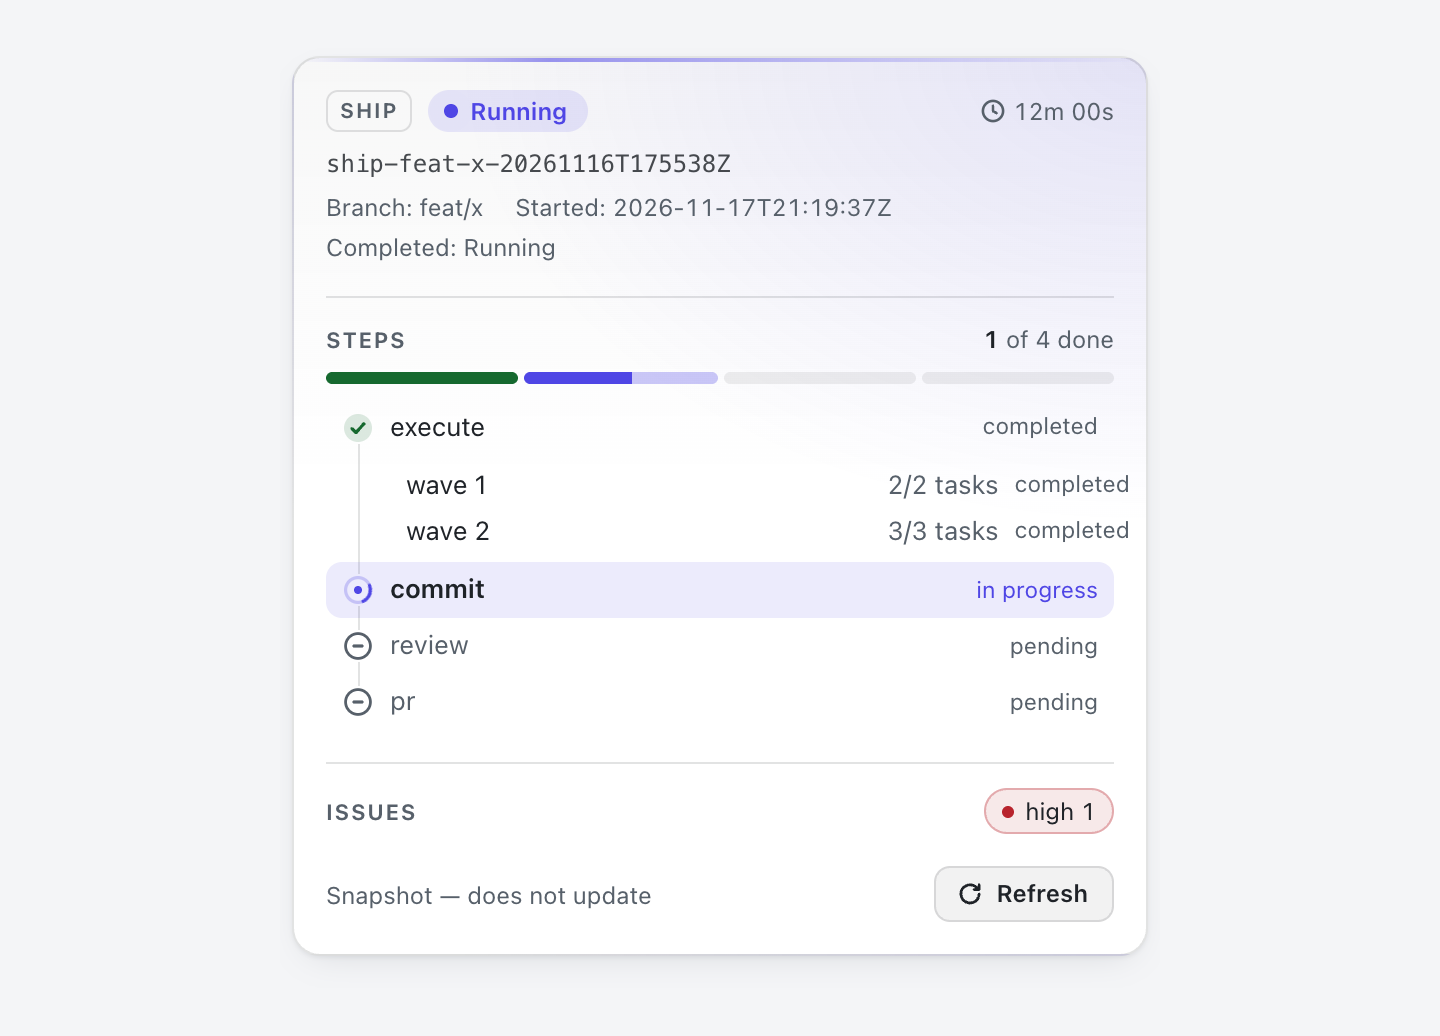 SHIP Running 12m 00s
ship-feat-x-20261116T175538Z
Branch: feat/x Started: 2026-11-17T21:19:37Z
Completed: Running
STEPS 1 of 4 done
execute completed
wave 1 2/2 tasks completed
wave 2 3/3 tasks completed
commit in progress
review pending
pr pending
ISSUES high 1
Snapshot — does not update Refresh